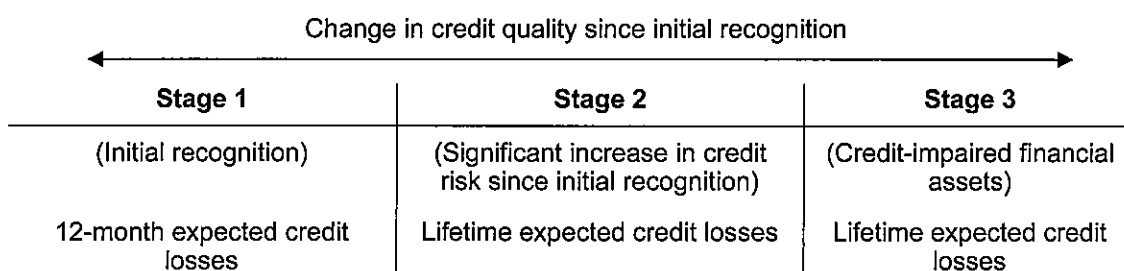 Change in credit quality since initial recognition
Stage 1
Stage 2
Stage 3
(Initial recognition)
(Significant increase in credit
risk since initial recognition)
(Credit-impaired financial
assets)
12-month expected credit
losses
Lifetime expected credit losses
Lifetime expected credit
losses